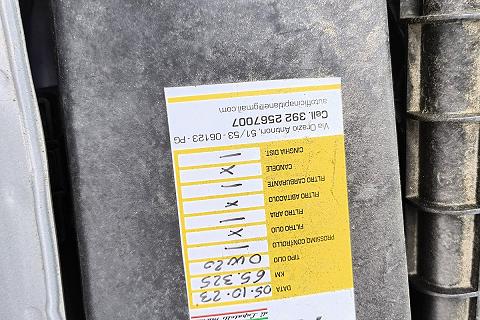 DATA 05.10.23
KM 65.325
TIPO OLIO 0W20
PROSSIMO CONTROLLO /
FILTRO OLIO X
FILTRO ARIA /
FILTRO ABITACOLO /
FILTRO CARBURANTE /
CANDELE X
CINGHIA DIST. /
Via Orazio Antinori, 51/53 - 06123 - PG
Cell. 392 2567007